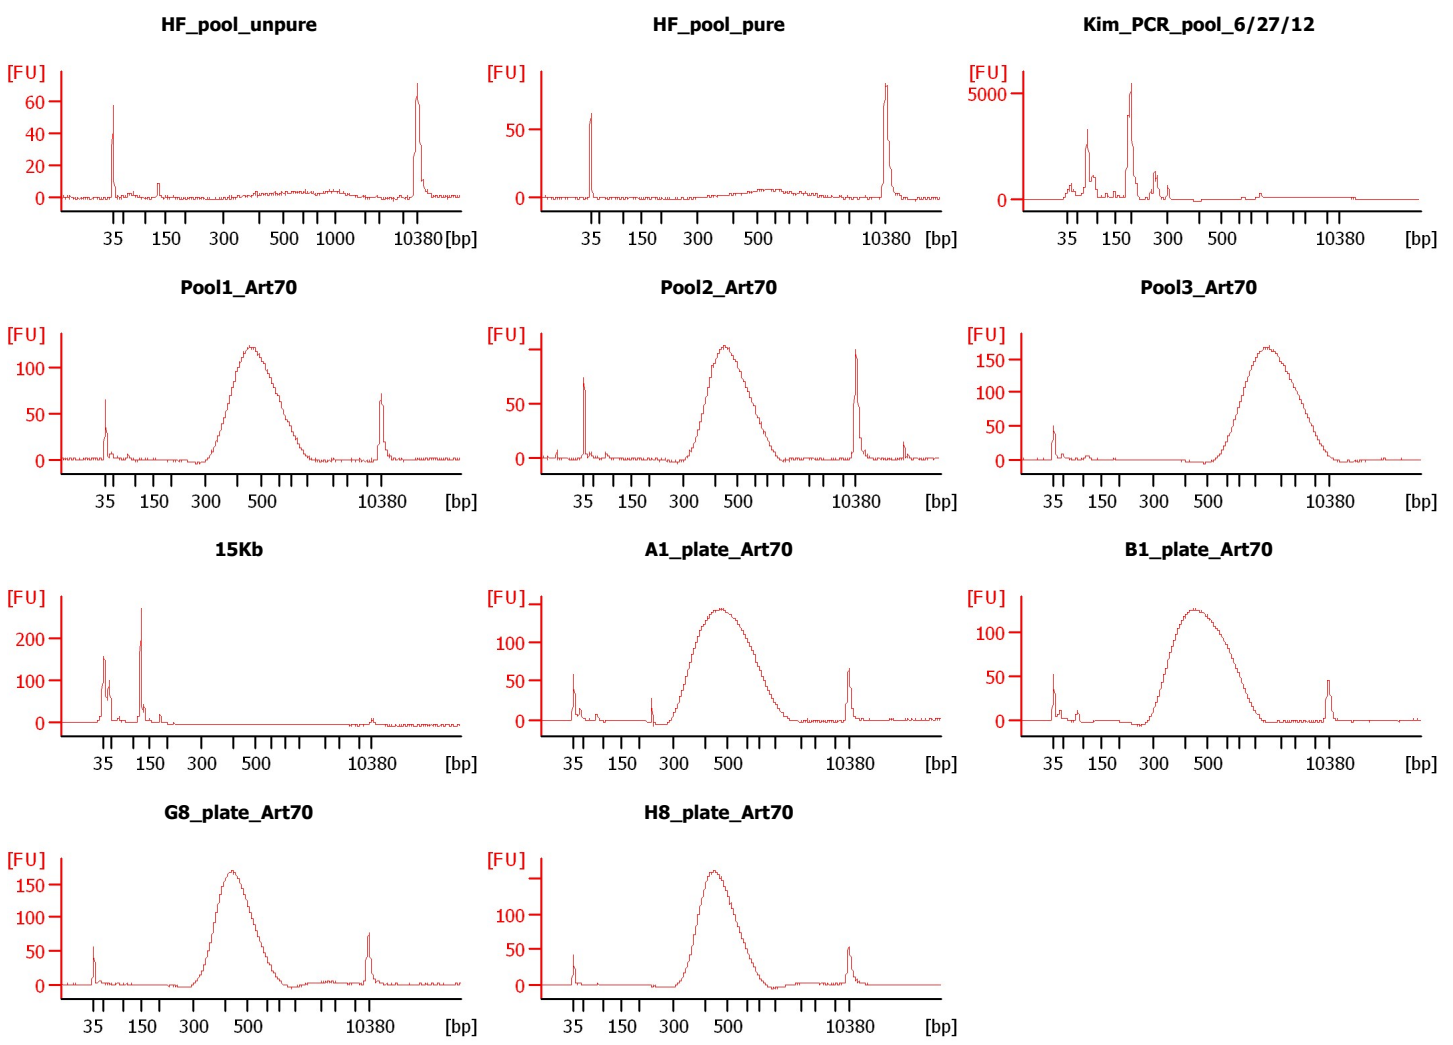 HF_pool_unpure
HF_pool_pure
Kim_PCR_pool_6/27/12
[FU]
60
40
20
0
35 150 300 500 1000 10380 [bp]
[FU]
50
0
35 150 300 500 10380 [bp]
[FU]
5000
0
35 150 300 500 10380 [bp]
Pool1_Art70
Pool2_Art70
Pool3_Art70
[FU]
100
50
0
35 150 300 500 10380 [bp]
[FU]
50
0
35 150 300 500 10380 [bp]
[FU]
150
100
50
0
35 150 300 500 10380 [bp]
15Kb
A1_plate_Art70
B1_plate_Art70
[FU]
200
100
0
35 150 300 500 10380 [bp]
[FU]
100
50
0
35 150 300 500 10380 [bp]
[FU]
100
50
0
35 150 300 500 10380 [bp]
G8_plate_Art70
H8_plate_Art70
[FU]
150
100
50
0
35 150 300 500 10380 [bp]
[FU]
100
50
0
35 150 300 500 10380 [bp]